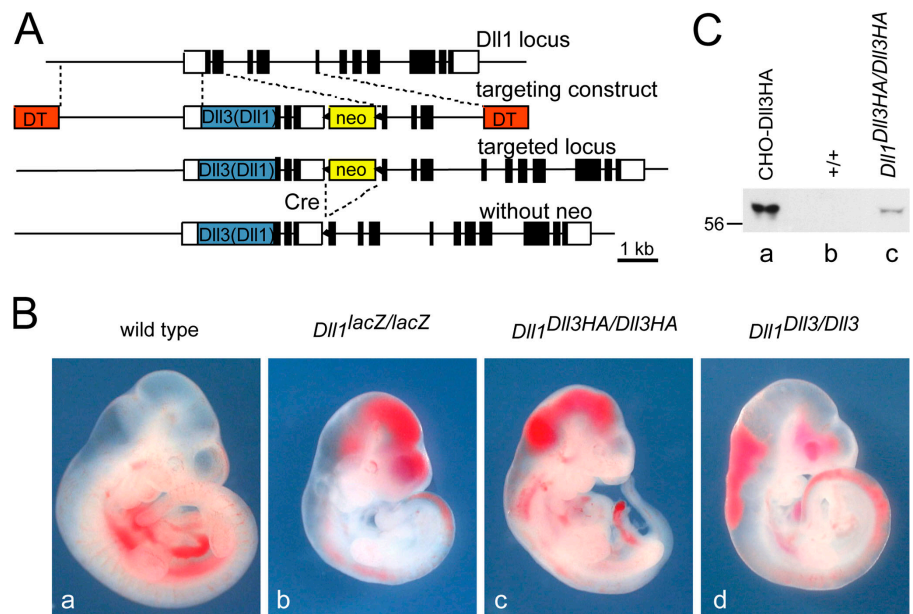 A
Dll1 locus
targeting construct
DT
Dll3(Dll1)
neo
DT
targeted locus
Dll3(Dll1)
neo
Cre
without neo
Dll3(Dll1)
1 kb
C
CHO-Dll3HA
+/+
Dll1Dll3HA/Dll3HA
56
a b c
B
wild type
Dll1lacZ/lacZ
Dll1Dll3HA/Dll3HA
Dll1Dll3/Dll3
a b c d